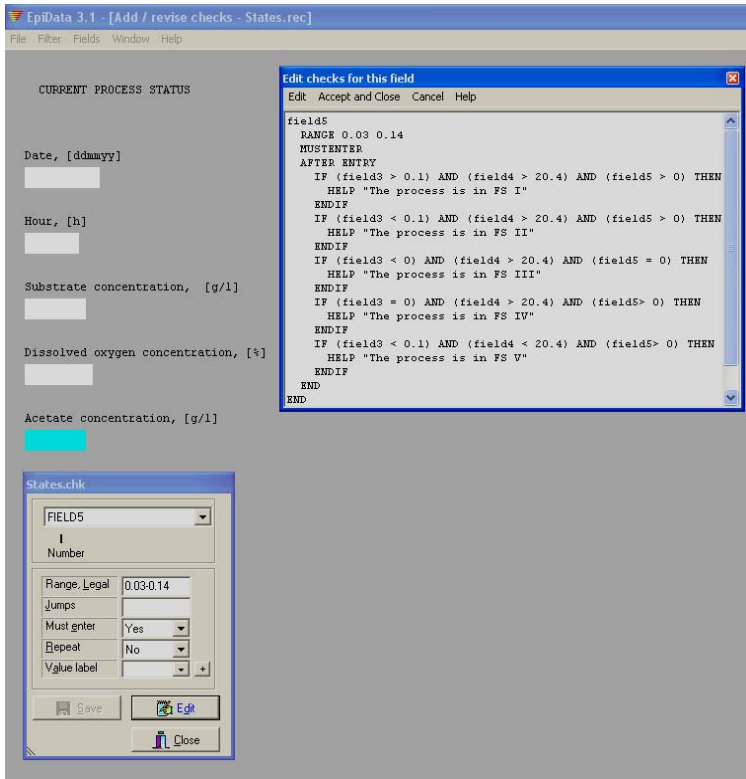 EpiData 3.1 - [Add / revise checks - States.rec]
File Filter Fields Window Help
CURRENT PROCESS STATUS
Date, [ddmmyy]
Hour, [h]
Substrate concentration, [g/l]
Dissolved oxygen concentration, [%]
Acetate concentration, [g/l]
Edit checks for this field
Edit Accept and Close Cancel Help
field5
RANGE 0.03 0.14
MUSTENTER
AFTER ENTRY
IF (field3 > 0.1) AND (field4 > 20.4) AND (field5 > 0) THEN
HELP "The process is in FS I"
ENDIF
IF (field3 < 0.1) AND (field4 > 20.4) AND (field5 > 0) THEN
HELP "The process is in FS II"
ENDIF
IF (field3 < 0) AND (field4 > 20.4) AND (field5 = 0) THEN
HELP "The process is in FS III"
ENDIF
IF (field3 = 0) AND (field4 > 20.4) AND (field5> 0) THEN
HELP "The process is in FS IV"
ENDIF
IF (field3 < 0.1) AND (field4 < 20.4) AND (field5> 0) THEN
HELP "The process is in FS V"
ENDIF
END
END
States.chk
FIELD5
Number
Range, Legal 0.03-0.14
Jumps
Must enter Yes
Repeat No
Value label +
Save Edit
Close